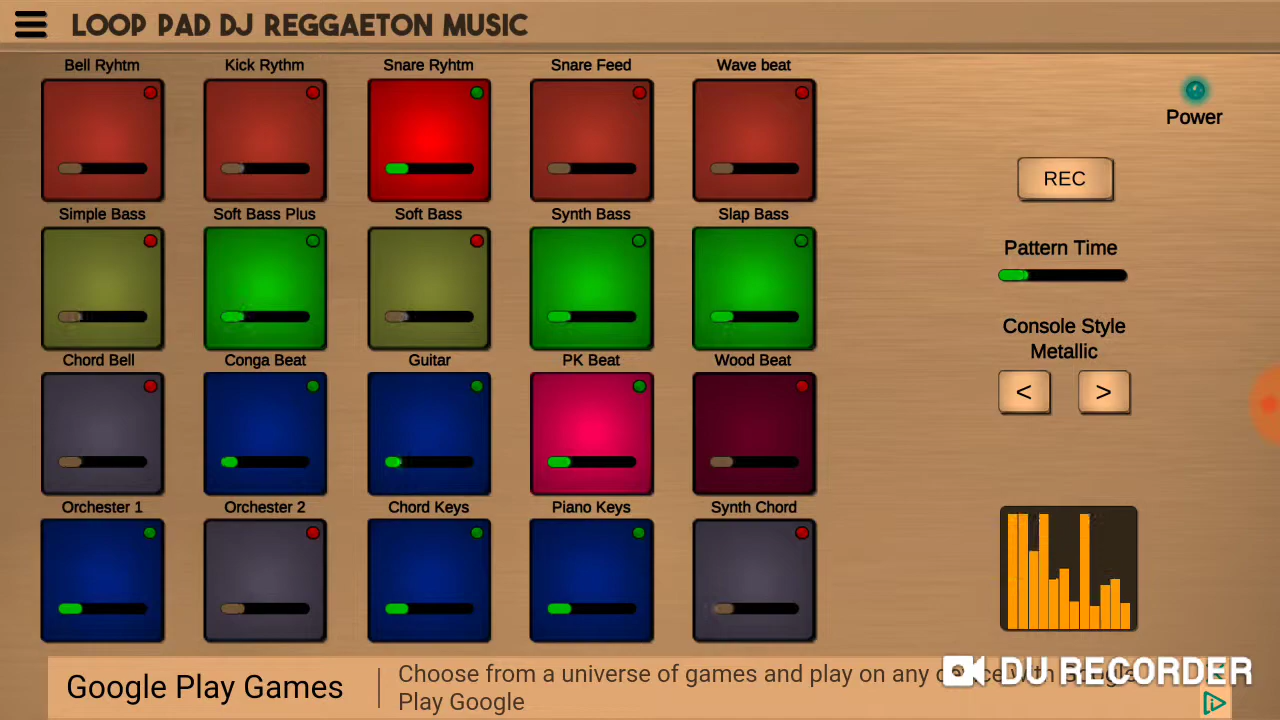 LOOP PAD DJ REGGAETON MUSIC
Bell Ryhtm
Kick Rythm
Snare Ryhtm
Snare Feed
Wave beat
Power
REC
Simple Bass
Soft Bass Plus
Soft Bass
Synth Bass
Slap Bass
Pattern Time
Console Style
Metallic
< >
Chord Bell
Conga Beat
Guitar
PK Beat
Wood Beat
Orchester 1
Orchester 2
Chord Keys
Piano Keys
Synth Chord
Google Play Games
Choose from a universe of games and play on any device with Google
Play Google
DU RECORDER